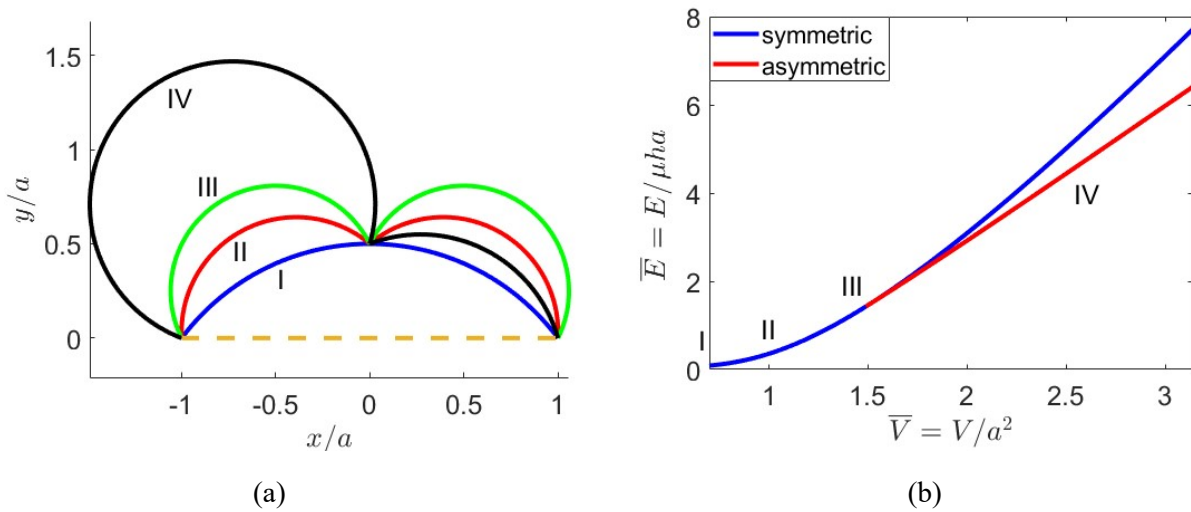 1.5
1
0.5
0
-1
-0.5
0
0.5
1
y/a
x/a
IV
III
II
I
(a)
symmetric
asymmetric
8
6
4
2
0
1
1.5
2
2.5
3
I
II
III
IV
E̅ = E/μha
V̅ = V/a²
(b)